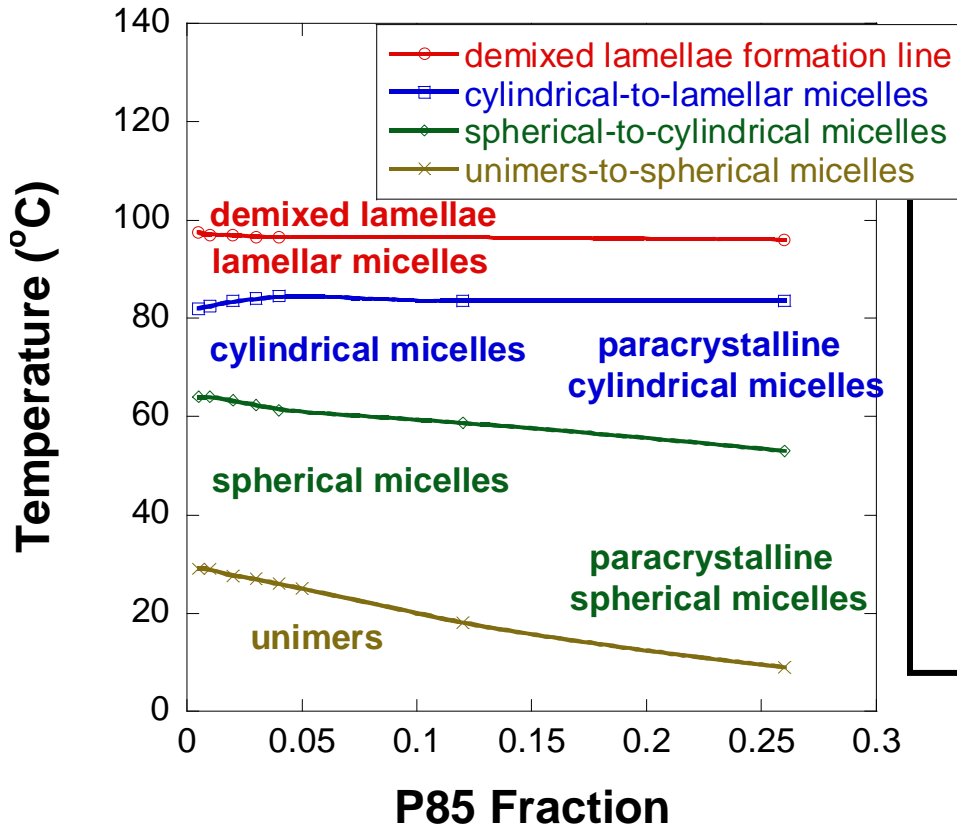 140
120
100
80
60
40
20
0
Temperature (°C)
demixed lamellae formation line
cylindrical-to-lamellar micelles
spherical-to-cylindrical micelles
unimers-to-spherical micelles
demixed lamellae
lamellar micelles
cylindrical micelles
paracrystalline
cylindrical micelles
spherical micelles
paracrystalline
spherical micelles
unimers
0 0.05 0.1 0.15 0.2 0.25 0.3
P85 Fraction